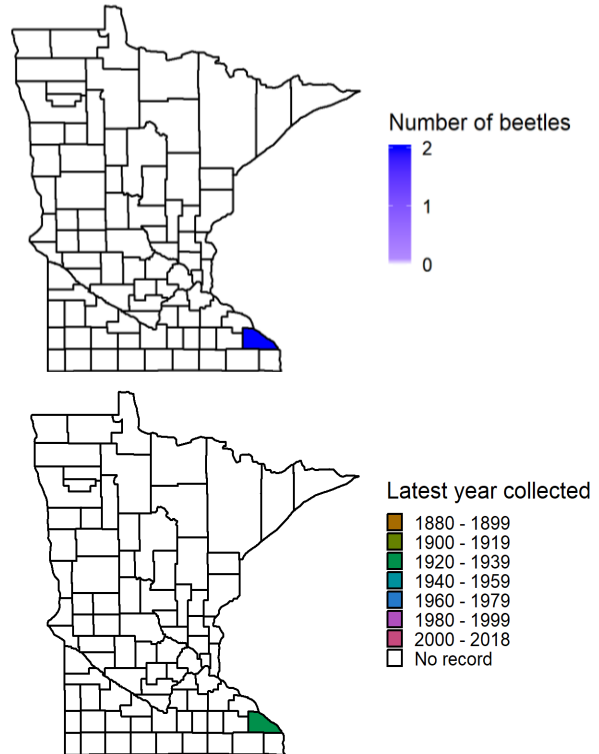 Number of beetles
2
1
0
Latest year collected
1880 - 1899
1900 - 1919
1920 - 1939
1940 - 1959
1960 - 1979
1980 - 1999
2000 - 2018
No record